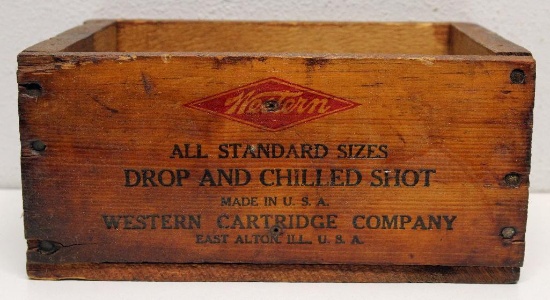 Western
ALL STANDARD SIZES
DROP AND CHILLED SHOT
MADE IN U. S. A.
WESTERN CARTRIDGE COMPANY
EAST ALTON, ILL., U. S. A.